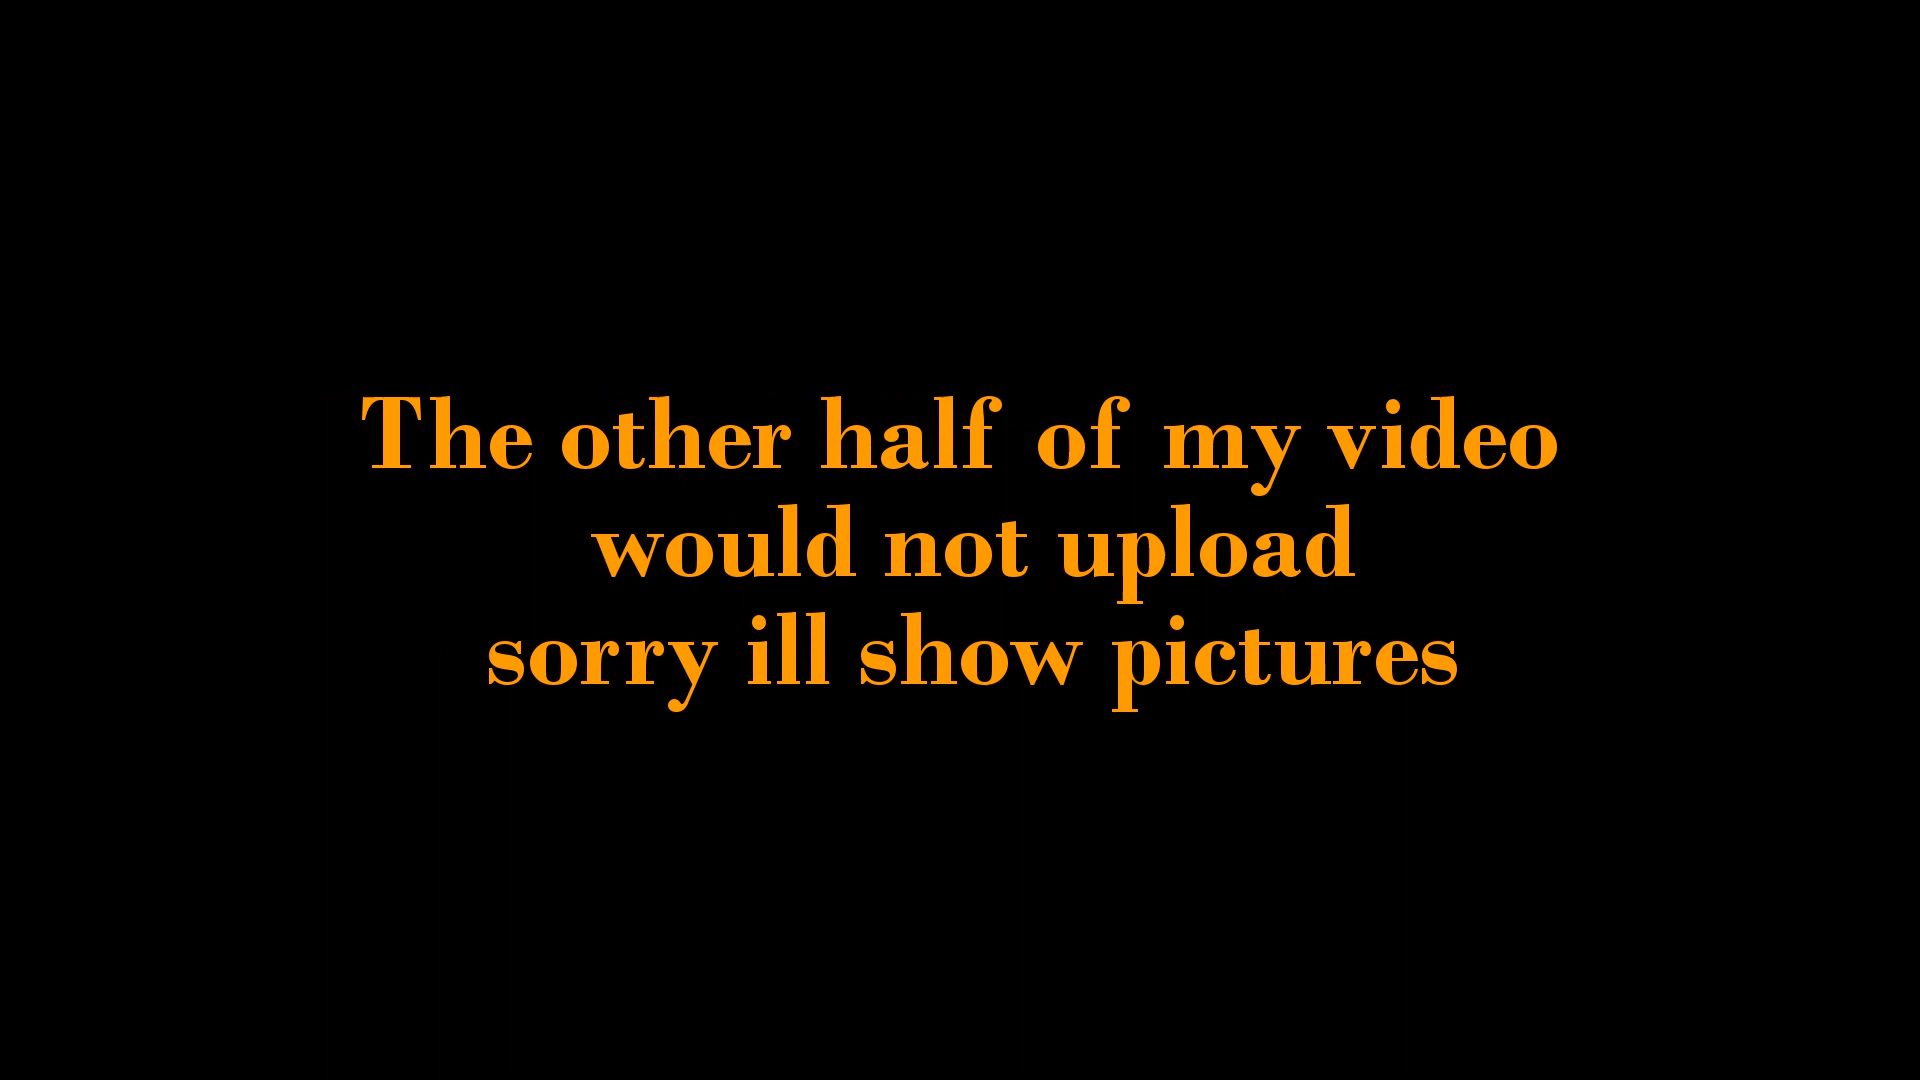 The other half of my video
would not upload
sorry ill show pictures